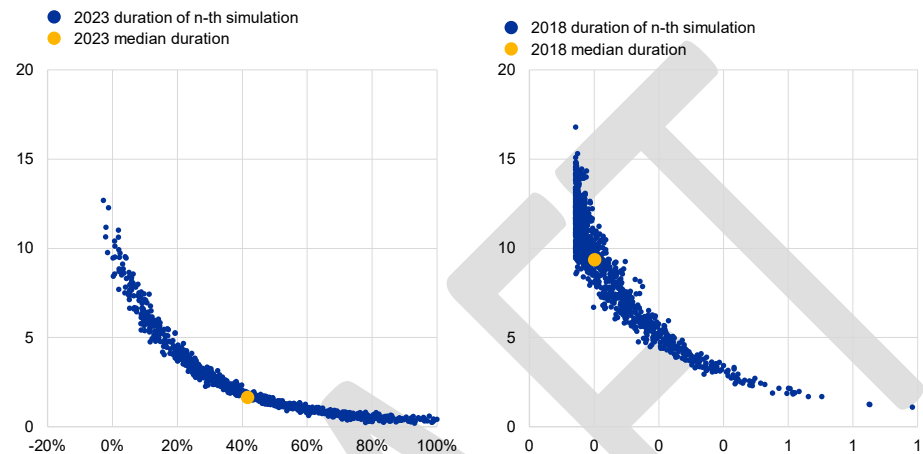 2023 duration of n-th simulation
2023 median duration
20
15
10
5
0
-20% 0% 20% 40% 60% 80% 100%
2018 duration of n-th simulation
2018 median duration
20
15
10
5
0
0 0 0 0 1 1 1